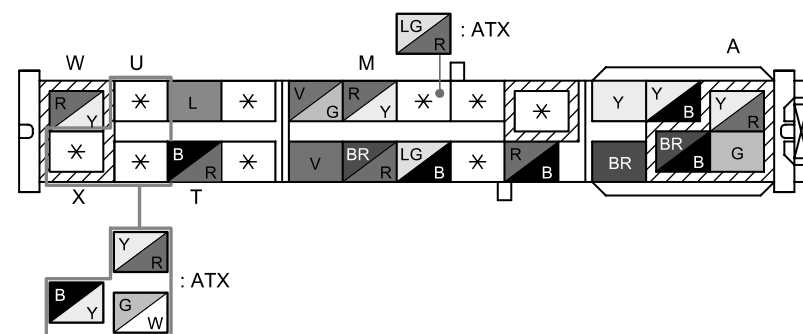 LG R : ATX
W U M A
R Y * L * V G R Y * * * Y Y B Y R
* * B R * V BR R LG B * R B BR BR B G
X T
Y R : ATX
B Y G W